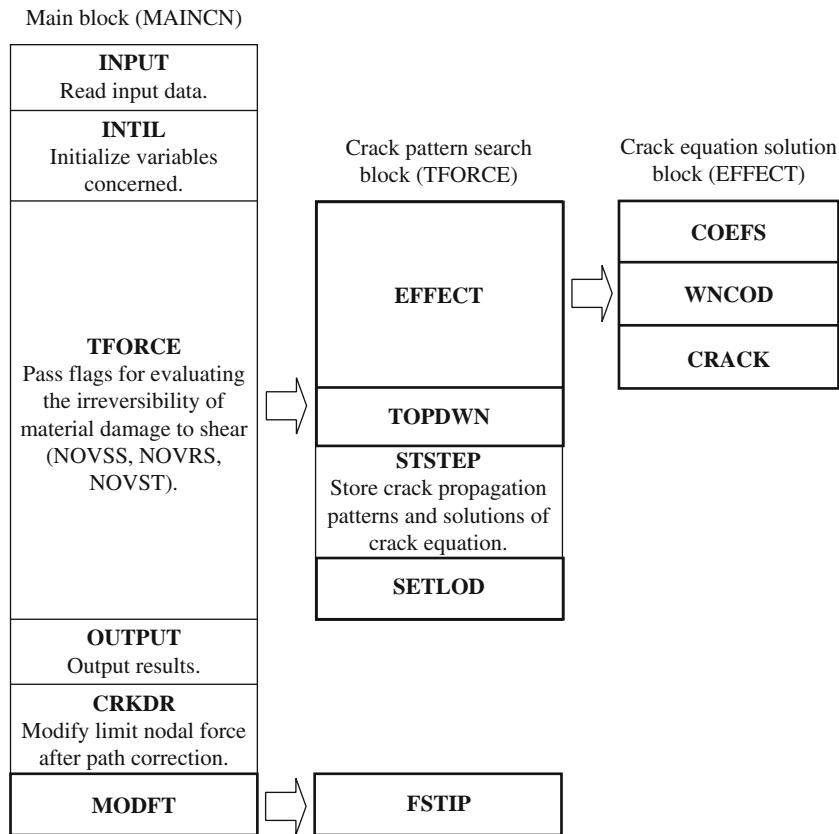 Main block (MAINCN)
INPUT
Read input data.
INTIL
Initialize variables
concerned.
TFORCE
Pass flags for evaluating
the irreversibility of
material damage to shear
(NOVSS, NOVRS,
NOVST).
OUTPUT
Output results.
CRKDR
Modify limit nodal force
after path correction.
MODFT
Crack pattern search
block (TFORCE)
EFFECT
TOPDWN
STSTEP
Store crack propagation
patterns and solutions of
crack equation.
SETLOD
FSTIP
Crack equation solution
block (EFFECT)
COEFS
WNCOD
CRACK